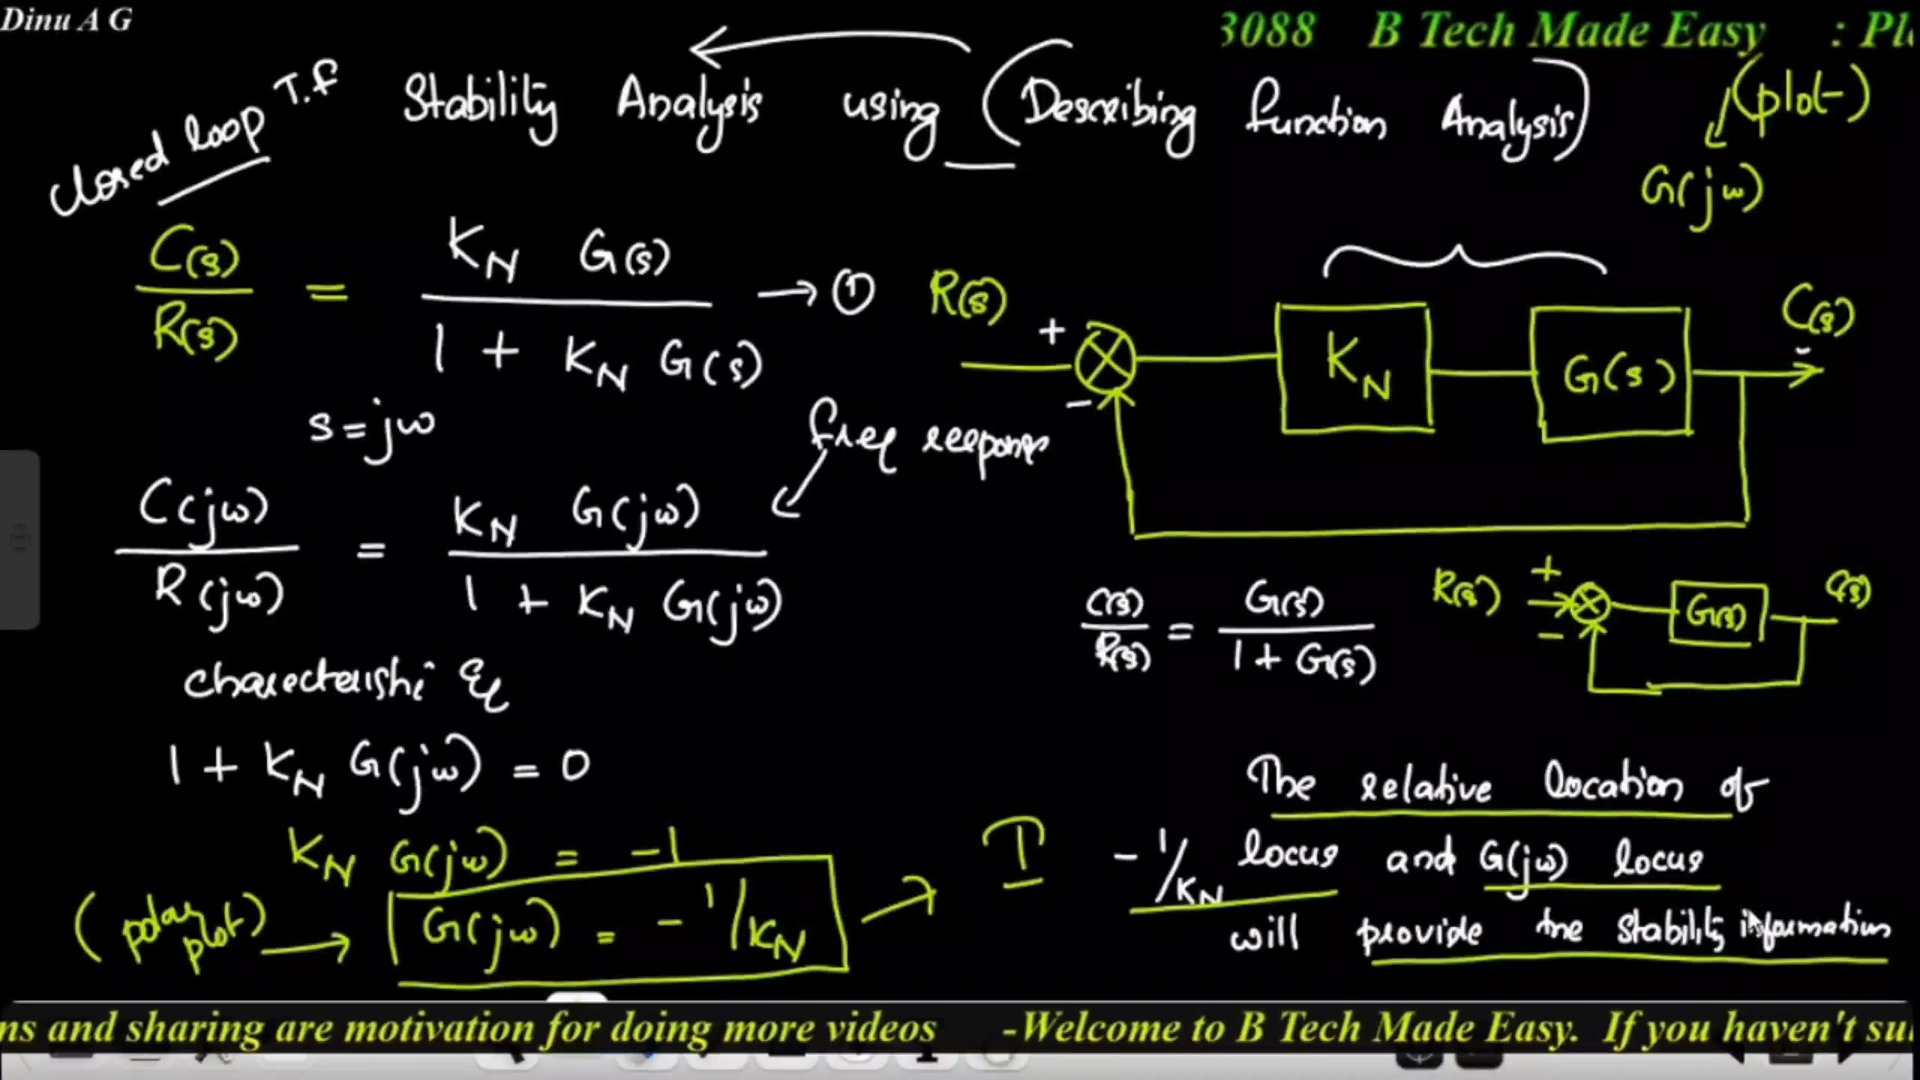 Dinu A G
3088 B Tech Made Easy : Pl
closed loop T.f
Stability Analysis using (Describing function Analysis)
(plot)
G(jω)
C(s)/R(s) = K_N G(s) / 1 + K_N G(s) → ①
R(s) + − K_N G(s) C(s)
s = jω
freq response
C(jω)/R(jω) = K_N G(jω) / 1 + K_N G(jω)
C(s)/R(s) = G(s) / 1 + G(s)
R(s) + − G(s) C(s)
charecteristic Eq
1 + K_N G(jω) = 0
K_N G(jω) = -1
(polar plot) → G(jω) = -1/K_N →
The relative location of
-1/K_N locus and G(jω) locus
will provide the stability information
ns and sharing are motivation for doing more videos -Welcome to B Tech Made Easy. If you haven't su